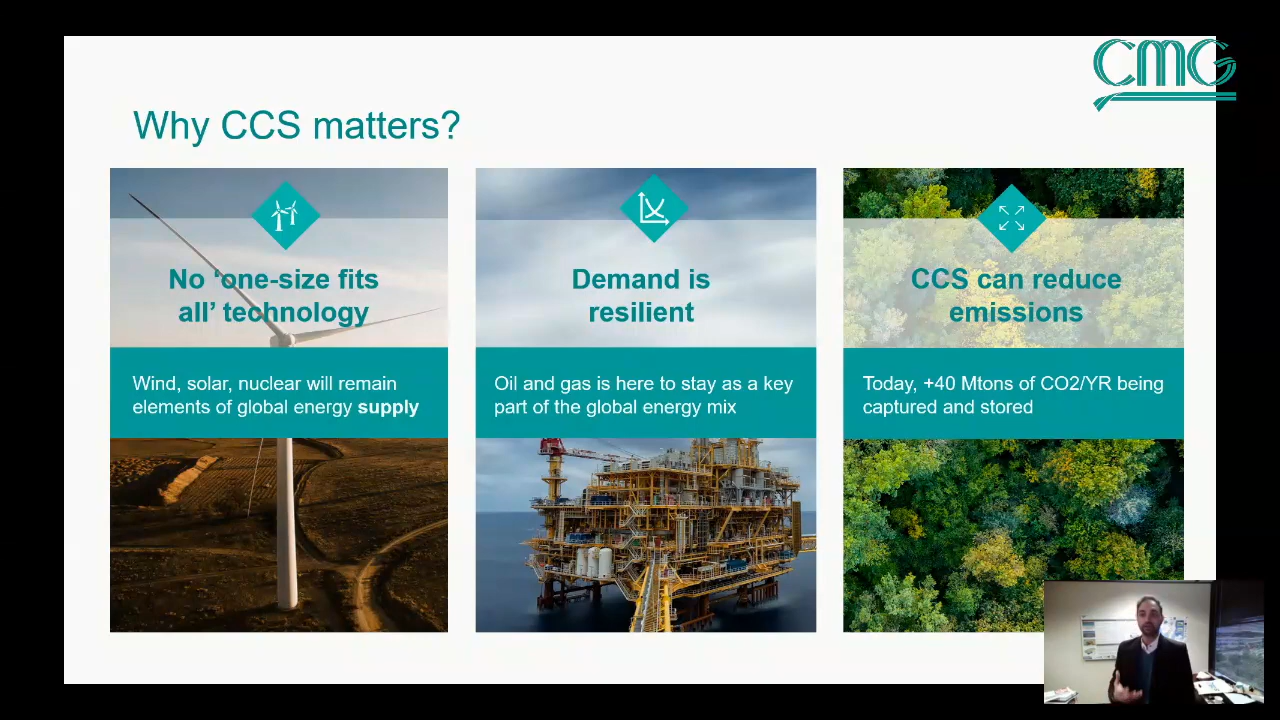 CMG
Why CCS matters?
No ‘one-size fits
all’ technology
Wind, solar, nuclear will remain
elements of global energy supply
Demand is
resilient
Oil and gas is here to stay as a key
part of the global energy mix
CCS can reduce
emissions
Today, +40 Mtons of CO2/YR being
captured and stored